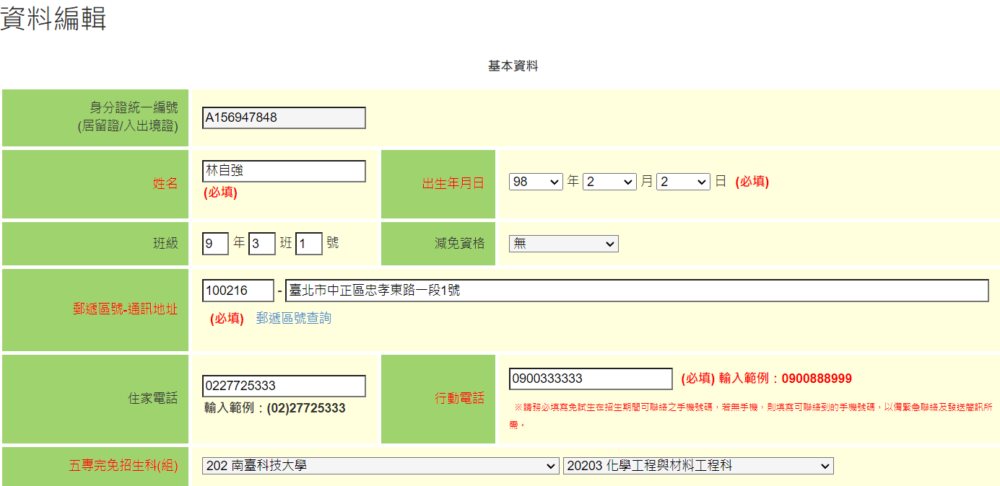 資料編輯
基本資料
身分證統一編號
(居留證/入出境證)
A156947848
姓名
林自強
(必填)
出生年月日
98 年 2 月 2 日 (必填)
班級
9 年 3 班 1 號
減免資格
無
郵遞區號-通訊地址
100216 - 臺北市中正區忠孝東路一段1號
(必填) 郵遞區號查詢
住家電話
0227725333
輸入範例：(02)27725333
行動電話
0900333333 (必填) 輸入範例：0900888999
※請務必填寫免試生在招生期間可聯絡之手機號碼，若無手機，則填寫可聯絡到的手機號碼，以備緊急聯絡及發送簡訊所
需。
五專完免招生科(組)
202 南臺科技大學 20203 化學工程與材料工程科